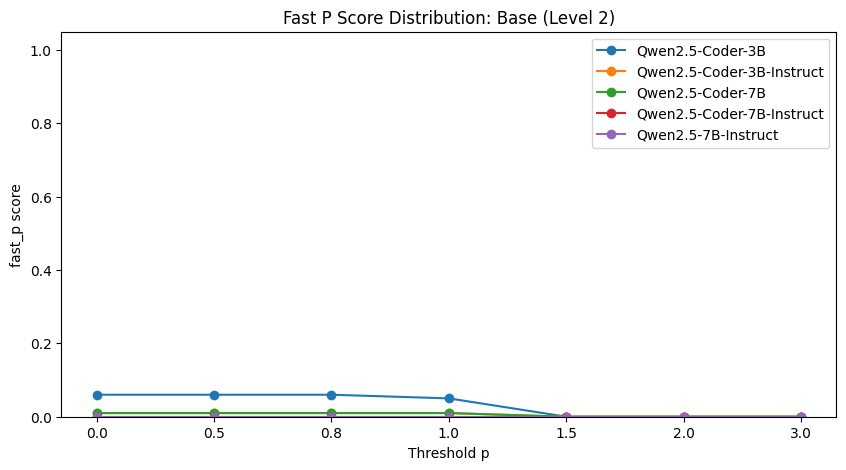 Fast P Score Distribution: Base (Level 2)
Qwen2.5-Coder-3B
Qwen2.5-Coder-3B-Instruct
Qwen2.5-Coder-7B
Qwen2.5-Coder-7B-Instruct
Qwen2.5-7B-Instruct
fast_p score
1.0
0.8
0.6
0.4
0.2
0.0
0.0 0.5 0.8 1.0 1.5 2.0 3.0
Threshold p